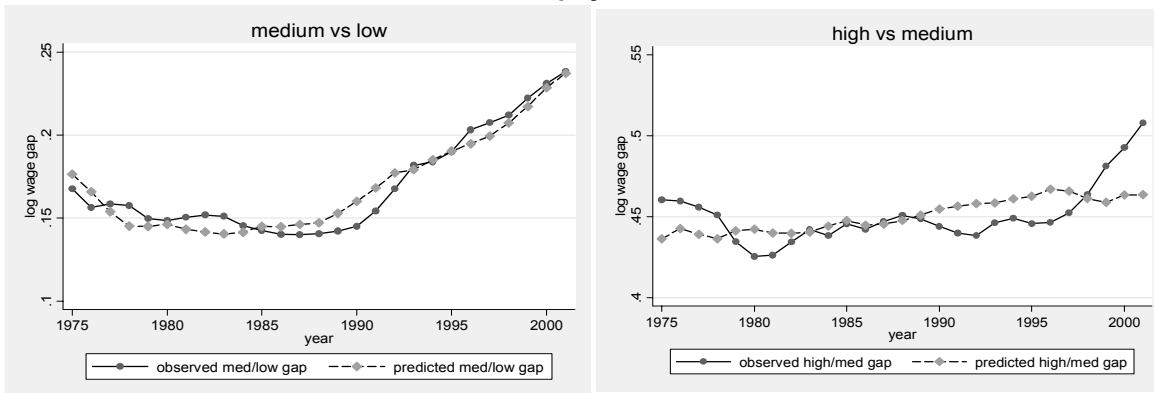 medium vs low
.25
.2
.15
.1
log wage gap
1975 1980 1985 1990 1995 2000
year
observed med/low gap predicted med/low gap
high vs medium
.55
.5
.45
.4
log wage gap
1975 1980 1985 1990 1995 2000
year
observed high/med gap predicted high/med gap